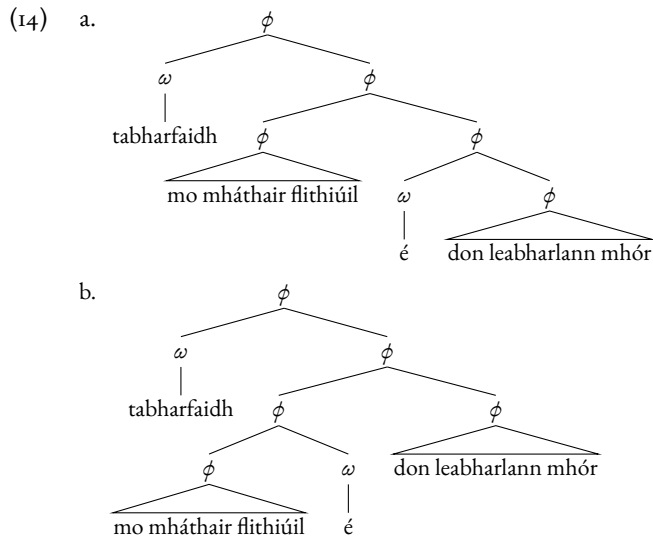 (14) a. ϕ
ω ϕ
tabharfaidh ϕ ϕ
mo mháthair flithiúil ω ϕ
é don leabharlann mhór
b. ϕ
ω ϕ
tabharfaidh ϕ ϕ
ϕ ω don leabharlann mhór
mo mháthair flithiúil é